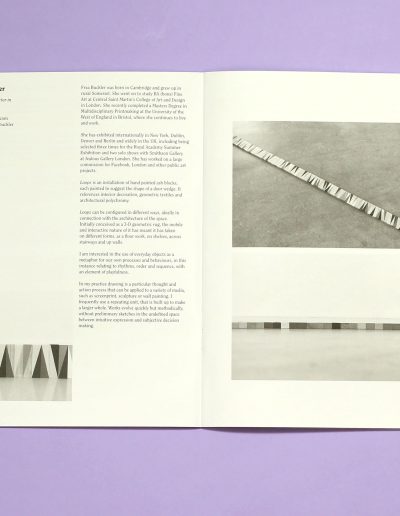 Fran Buckler was born in Cambridge and grew up in
rural Somerset. She went on to study BA (hons) Fine
Art at Central Saint Martin's College of Art and Design
in London. She recently completed a Masters Degree in
Multidisciplinary Printmaking at the University of the
West of England in Bristol, where she continues to live
and work.
She has exhibited internationally in New York, Dublin,
Denver and Berlin and widely in the UK, including being
selected three times for the Royal Academy Summer
Exhibition and two solo shows with Smithson Gallery
at Soho London. She has worked on a large
commission for Facebook, London and other public art
projects.
Loops is an installation of hand painted ash blocks,
each painted to suggest the shape of a door wedge. It
references interior decoration, geometric textiles and
architectural polychromy.
Loops can be configured in different ways, ideally in
connection with the architecture of the space.
Initially conceived as a 2-D geometric rug, the mobile
and interactive nature of it has meant it has taken
on different forms, as a floor work, on shelves, across
stairways and up walls.
I am interested in the use of everyday objects as a
metaphor for our own processes and behaviours, in this
instance relating to rhythms, order and sequence, with
an element of playfulness.
In my practice drawing is a particular thought and
action process that can be applied to a variety of media,
such as screenprint, sculpture or wall painting. I
frequently use a repeating unit, that is built up to make
a larger whole. Works evolve quickly but methodically,
without preliminary sketches in the undefined space
between intuitive expression and subjective decision
making.